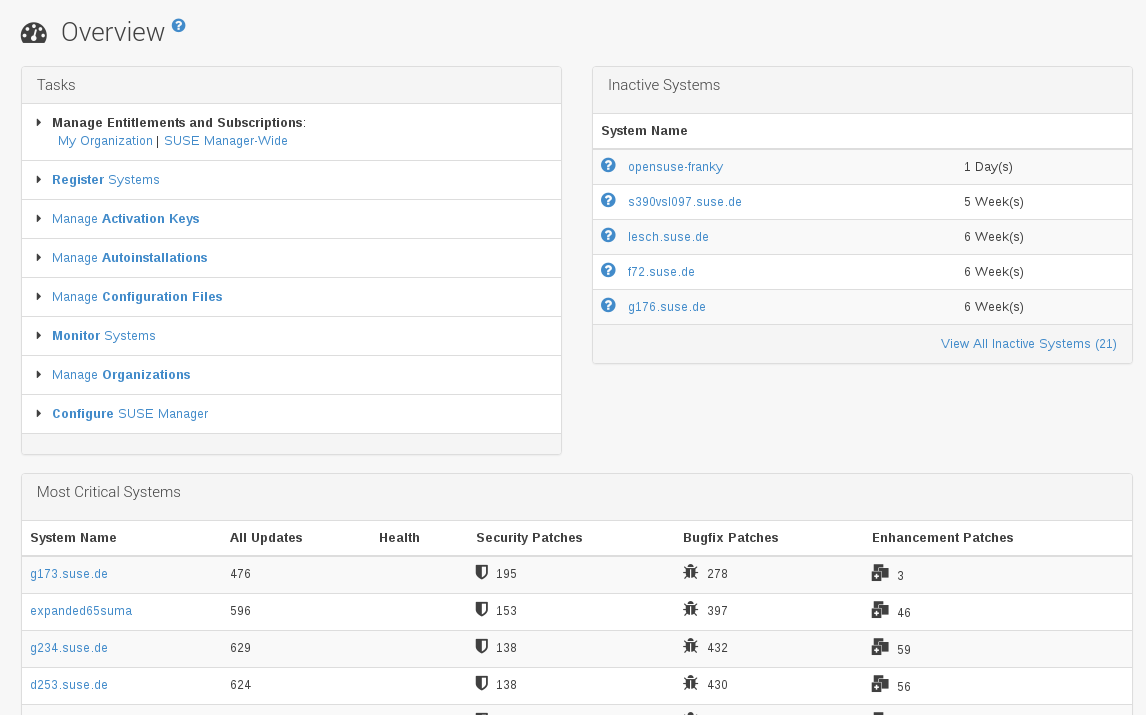 Overview
Tasks
Manage Entitlements and Subscriptions:
My Organization | SUSE Manager-Wide
Register Systems
Manage Activation Keys
Manage Autoinstallations
Manage Configuration Files
Monitor Systems
Manage Organizations
Configure SUSE Manager
Inactive Systems
System Name
opensuse-franky 1 Day(s)
s390vsl097.suse.de 5 Week(s)
lesch.suse.de 6 Week(s)
f72.suse.de 6 Week(s)
g176.suse.de 6 Week(s)
View All Inactive Systems (21)
Most Critical Systems
System Name All Updates Health Security Patches Bugfix Patches Enhancement Patches
g173.suse.de 476 195 278 3
expanded65suma 596 153 397 46
g234.suse.de 629 138 432 59
d253.suse.de 624 138 430 56